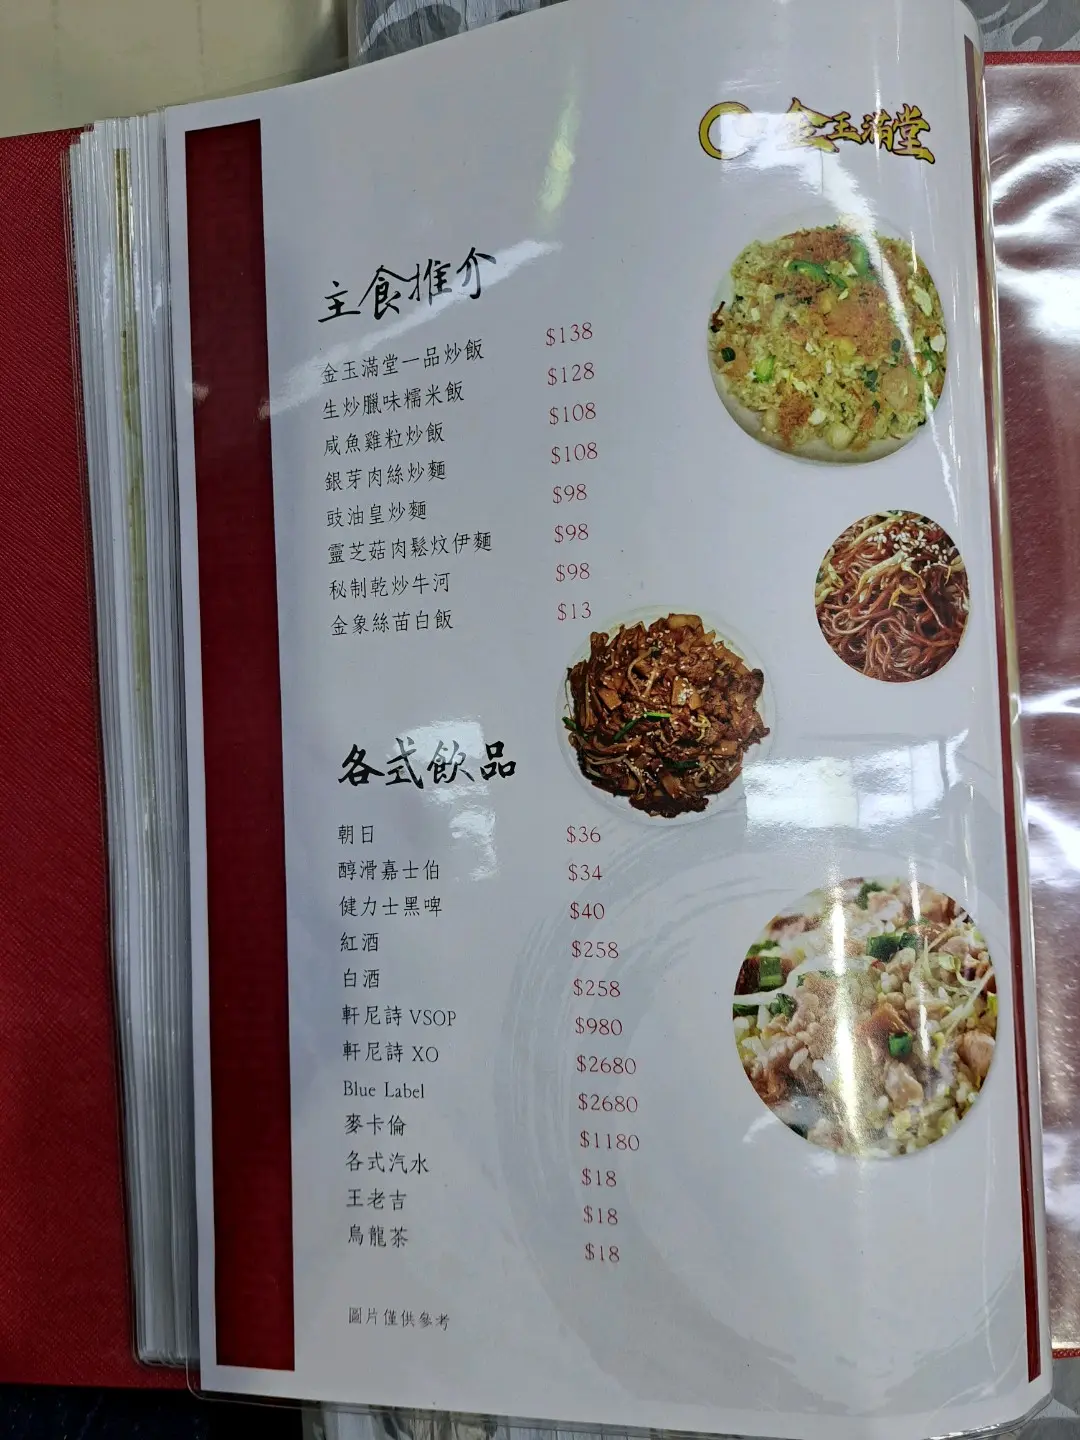 金玉滿堂
主食推介
金玉滿堂一品炒飯 $138
生炒臘味糯米飯 $128
咸魚雞粒炒飯 $108
銀芽肉絲炒麵 $108
豉油皇炒麵 $98
靈芝菇肉鬆炆伊麵 $98
秘制乾炒牛河 $98
金象絲苗白飯 $13
各式飲品
朝日 $36
醇滑嘉士伯 $34
健力士黑啤 $40
紅酒 $258
白酒 $258
軒尼詩 VSOP $980
軒尼詩 XO $2680
Blue Label $2680
麥卡倫 $1180
各式汽水 $18
王老吉 $18
烏龍茶 $18
圖片僅供參考